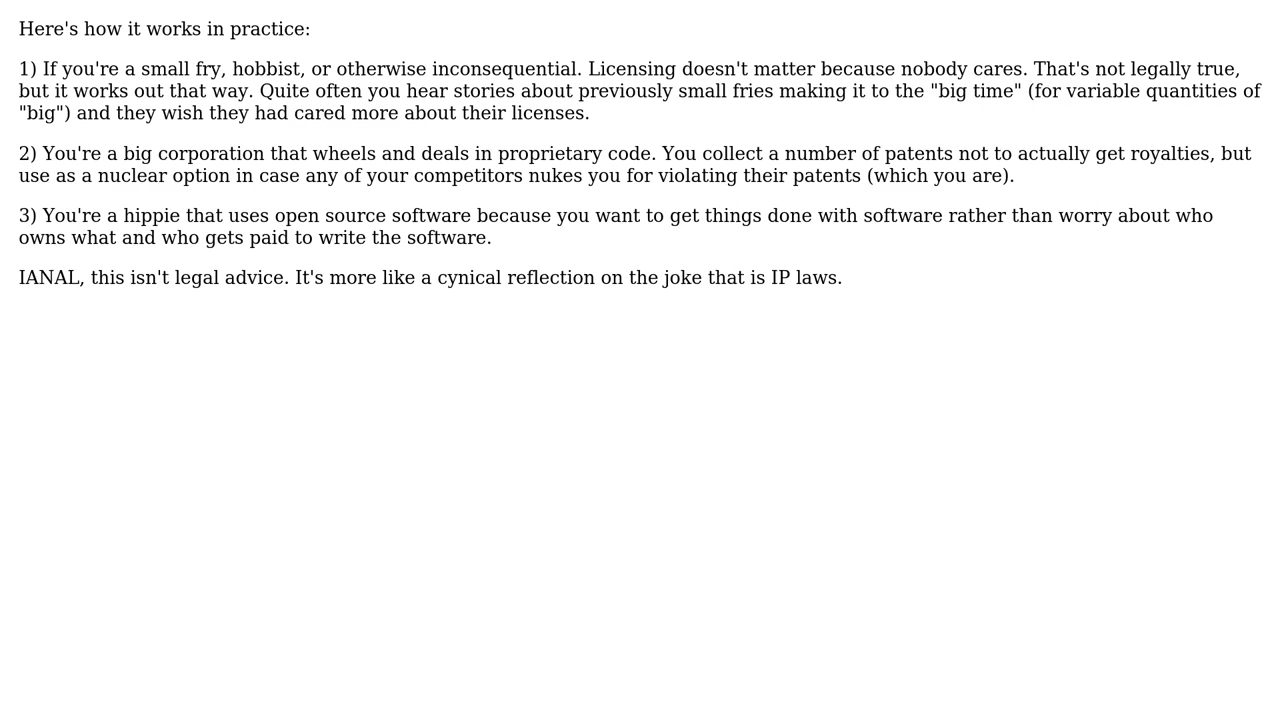 Here's how it works in practice:
1) If you're a small fry, hobbist, or otherwise inconsequential. Licensing doesn't matter because nobody cares. That's not legally true,
but it works out that way. Quite often you hear stories about previously small fries making it to the "big time" (for variable quantities of
"big") and they wish they had cared more about their licenses.
2) You're a big corporation that wheels and deals in proprietary code. You collect a number of patents not to actually get royalties, but
use as a nuclear option in case any of your competitors nukes you for violating their patents (which you are).
3) You're a hippie that uses open source software because you want to get things done with software rather than worry about who
owns what and who gets paid to write the software.
IANAL, this isn't legal advice. It's more like a cynical reflection on the joke that is IP laws.